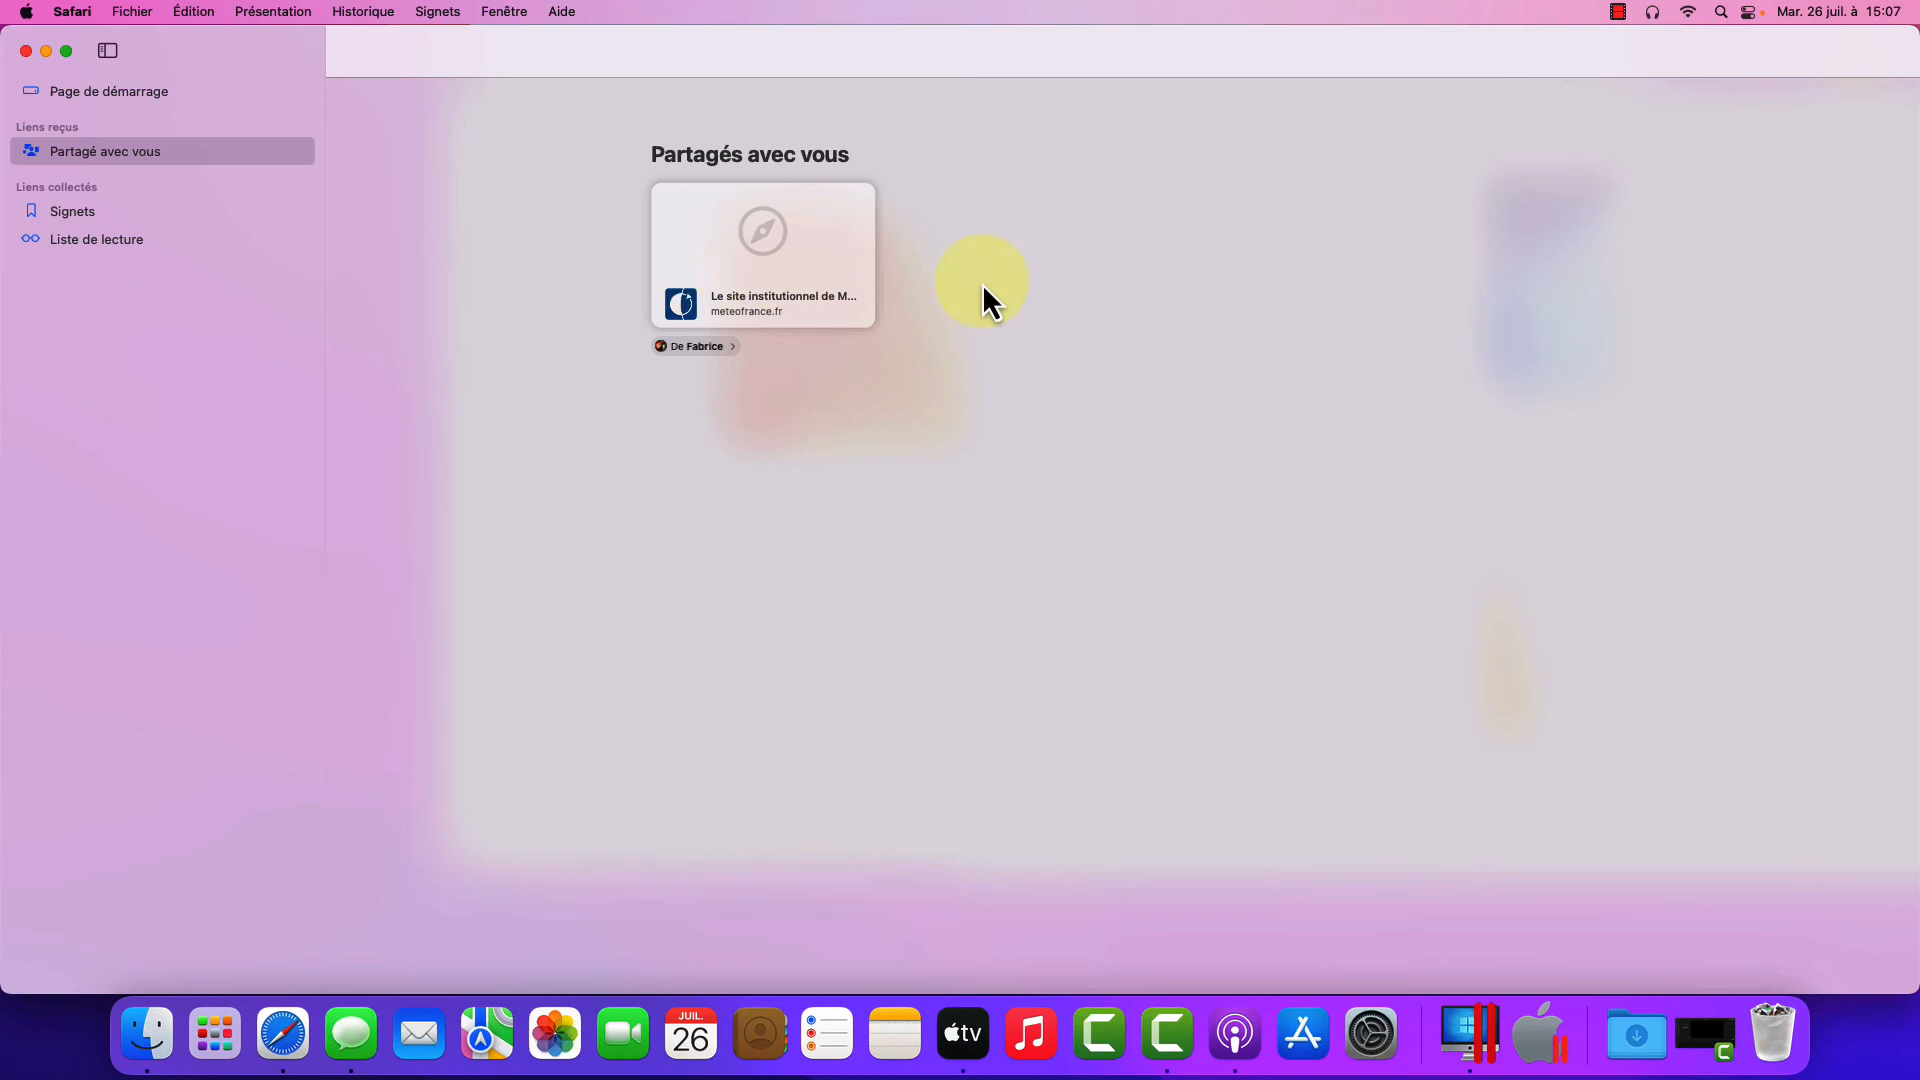 Safari Fichier Édition Présentation Historique Signets Fenêtre Aide Mar. 26 juil. à 15:07
Page de démarrage
Liens reçus
Partagé avec vous
Liens collectés
Signets
Liste de lecture
Partagés avec vous
Le site institutionnel de M...
meteofrance.fr
De Fabrice
JUIL.
26
tv